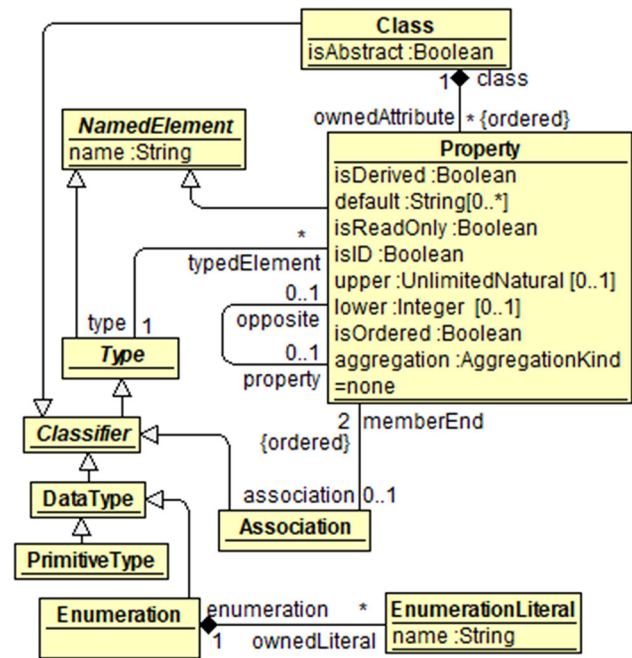 Class
isAbstract :Boolean
1
class
ownedAttribute
* {ordered}
NamedElement
name :String
Property
isDerived :Boolean
default :String[0..*]
isReadOnly :Boolean
isID :Boolean
upper :UnlimitedNatural [0..1]
lower :Integer [0..1]
isOrdered :Boolean
aggregation :AggregationKind
=none
*
typedElement
0..1
opposite
0..1
property
type
1
Type
2
memberEnd
{ordered}
Classifier
association
0..1
DataType
Association
PrimitiveType
Enumeration
enumeration
*
1
ownedLiteral
EnumerationLiteral
name :String